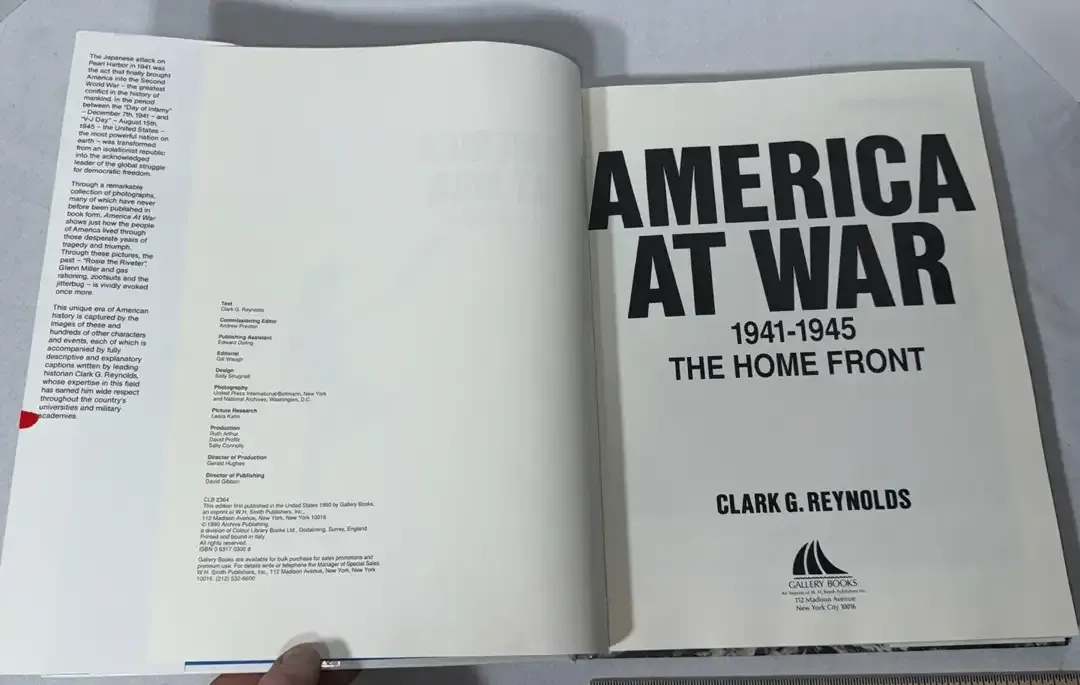 The Japanese attack on
Pearl Harbor in 1941 was
the act that finally brought
America into the Second
World War – the greatest
conflict in the history of
mankind. In the period
between the "Day of Infamy"
– December 7th, 1941 – and
"V-J Day" – August 15th,
1945 – the United States –
the most powerful nation on
earth – was transformed
from an isolationist republic
into the acknowledged
leader of the global struggle
for democratic freedom.
Through a remarkable
collection of photographs,
many of which have never
before been published in
book form, America At War
shows just how the people
of America lived through
those desperate years of
tragedy and triumph.
Through these pictures, the
past – "Rosie the Riveter",
Glenn Miller and gas
rationing, zootsuits and the
jitterbug – is vividly evoked
once more.
This unique era of American
history is captured by the
images of these and
hundreds of other characters
and events, each of which is
accompanied by fully
descriptive and explanatory
captions written by leading
historian Clark G. Reynolds,
whose expertise in this field
has earned him wide respect
throughout the country's
universities and military
academies.
Text
Clark G. Reynolds
Commissioning Editor
Andrew Preston
Publishing Assistant
Edward Doling
Editorial
Gill Waugh
Design
Sally Strugnell
Photography
United Press International/Bettmann, New York
and National Archives, Washington, D.C.
Picture Research
Leora Kahn
Production
Ruth Arthur
David Proffit
Sally Connolly
Director of Production
Gerald Hughes
Director of Publishing
David Gibbon
CLB 2364
This edition first published in the United States 1990 by Gallery Books,
an imprint of W.H. Smith Publishers, Inc.,
112 Madison Avenue, New York, New York 10016
© 1990 Archive Publishing,
a division of Colour Library Books Ltd., Godalming, Surrey, England
Printed and bound in Italy
All rights reserved.
ISBN 0 8317 0300 8
Gallery Books are available for bulk purchase for sales promotions and
premium use. For details write or telephone the Manager of Special Sales,
W.H. Smith Publishers, Inc., 112 Madison Avenue, New York, New York
10016. (212) 532-6600
AMERICA
AT WAR
1941-1945
THE HOME FRONT
CLARK G. REYNOLDS
GALLERY BOOKS
An Imprint of W. H. Smith Publishers Inc.
112 Madison Avenue
New York City 10016